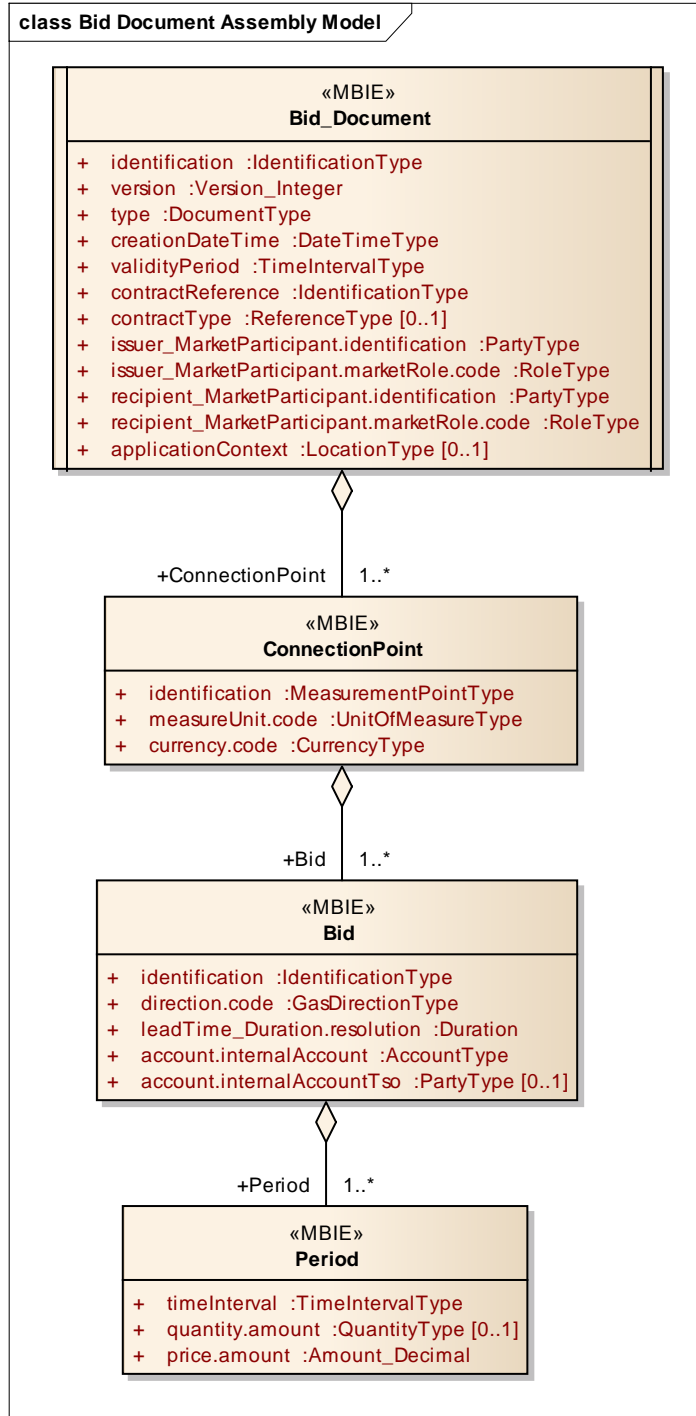 class Bid Document Assembly Model
«MBIE»
Bid_Document
+ identification :IdentificationType
+ version :Version_Integer
+ type :DocumentType
+ creationDateTime :DateTimeType
+ validityPeriod :TimeIntervalType
+ contractReference :IdentificationType
+ contractType :ReferenceType [0..1]
+ issuer_MarketParticipant.identification :PartyType
+ issuer_MarketParticipant.marketRole.code :RoleType
+ recipient_MarketParticipant.identification :PartyType
+ recipient_MarketParticipant.marketRole.code :RoleType
+ applicationContext :LocationType [0..1]
+ConnectionPoint 1..*
«MBIE»
ConnectionPoint
+ identification :MeasurementPointType
+ measureUnit.code :UnitOfMeasureType
+ currency.code :CurrencyType
+Bid 1..*
«MBIE»
Bid
+ identification :IdentificationType
+ direction.code :GasDirectionType
+ leadTime_Duration.resolution :Duration
+ account.internalAccount :AccountType
+ account.internalAccountTso :PartyType [0..1]
+Period 1..*
«MBIE»
Period
+ timeInterval :TimeIntervalType
+ quantity.amount :QuantityType [0..1]
+ price.amount :Amount_Decimal